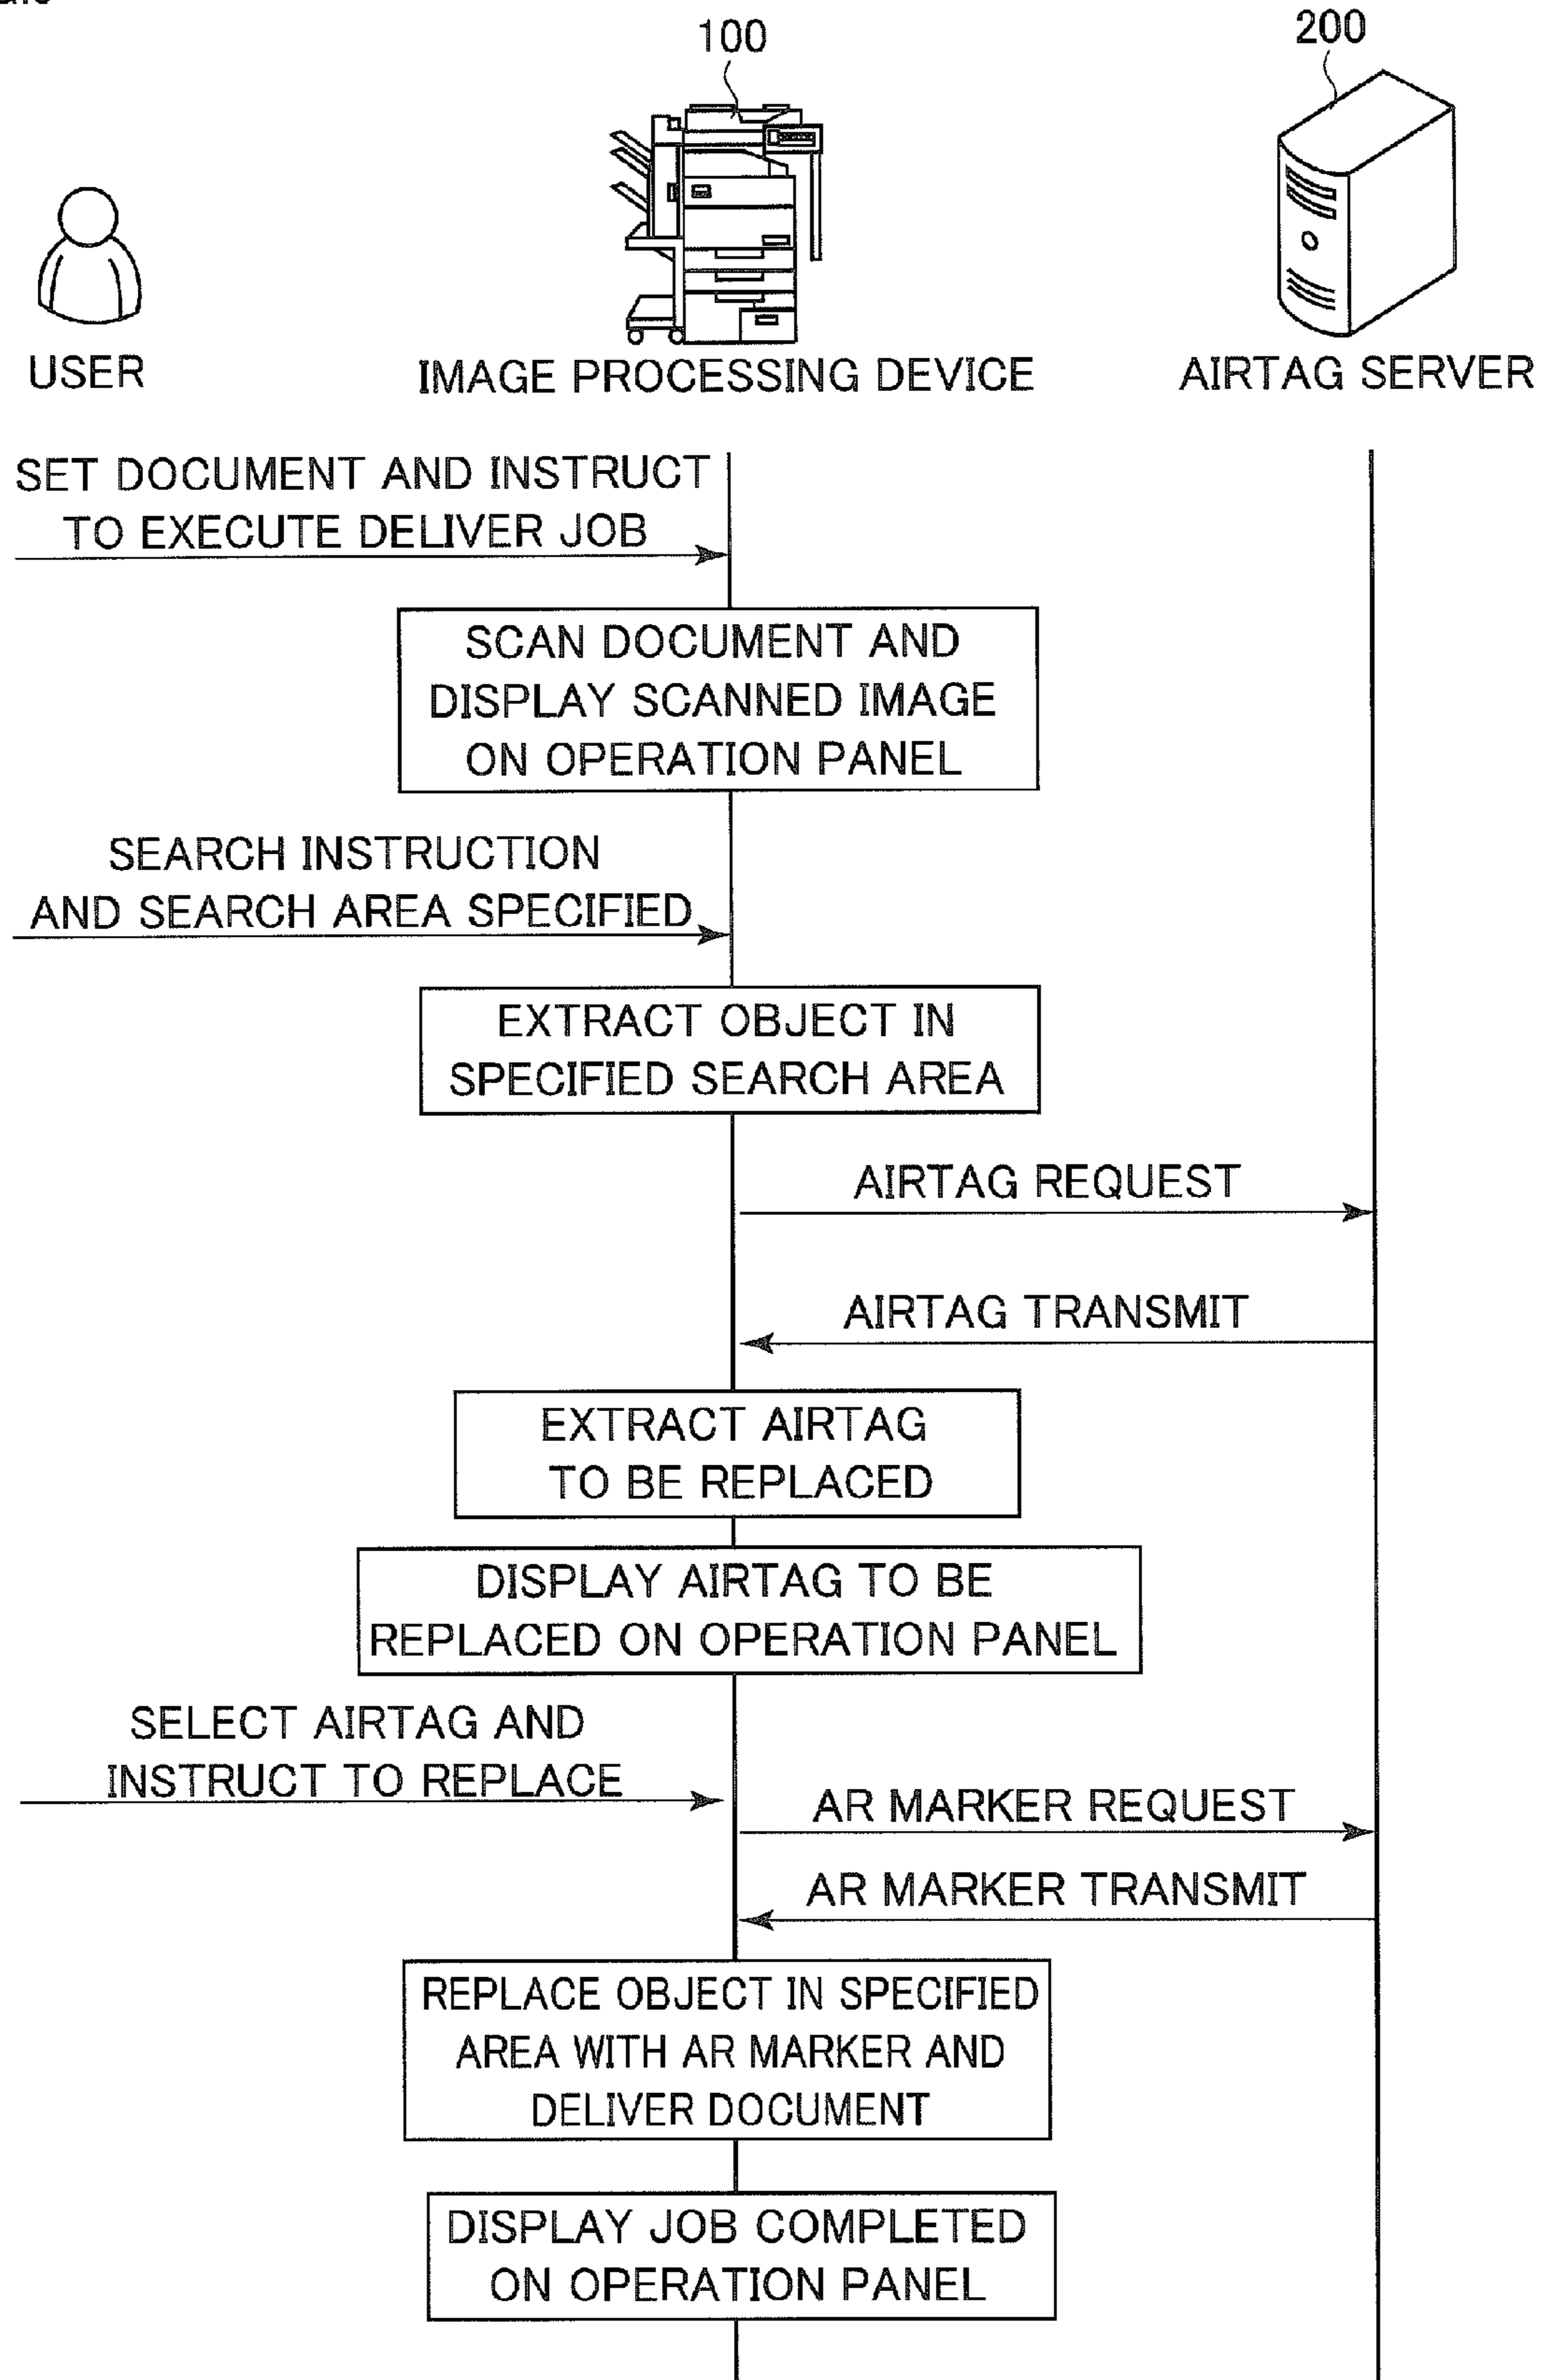 100
200
USER
IMAGE PROCESSING DEVICE
AIRTAG SERVER
SET DOCUMENT AND INSTRUCT
TO EXECUTE DELIVER JOB
SCAN DOCUMENT AND
DISPLAY SCANNED IMAGE
ON OPERATION PANEL
SEARCH INSTRUCTION
AND SEARCH AREA SPECIFIED
EXTRACT OBJECT IN
SPECIFIED SEARCH AREA
AIRTAG REQUEST
AIRTAG TRANSMIT
EXTRACT AIRTAG
TO BE REPLACED
DISPLAY AIRTAG TO BE
REPLACED ON OPERATION PANEL
SELECT AIRTAG AND
INSTRUCT TO REPLACE
AR MARKER REQUEST
AR MARKER TRANSMIT
REPLACE OBJECT IN SPECIFIED
AREA WITH AR MARKER AND
DELIVER DOCUMENT
DISPLAY JOB COMPLETED
ON OPERATION PANEL